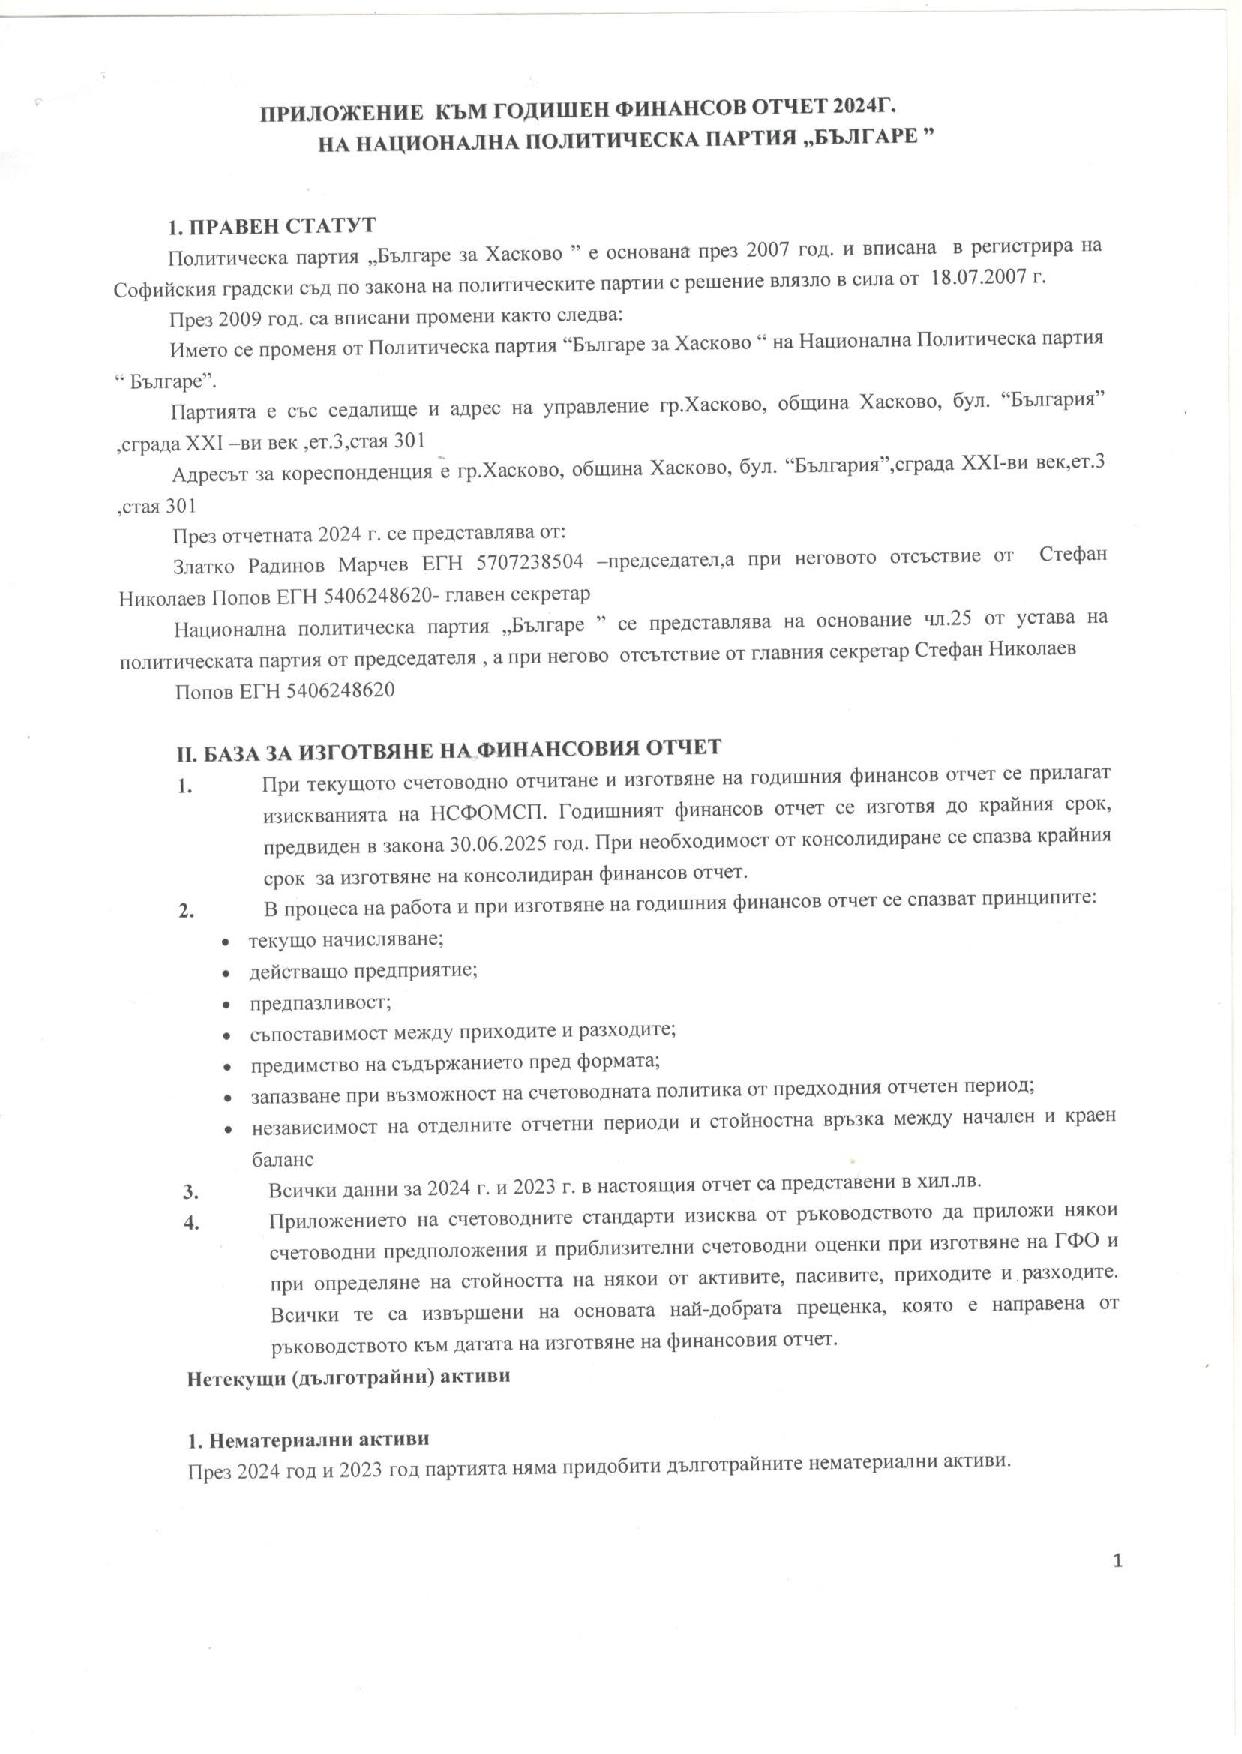 ПРИЛОЖЕНИЕ КЪМ ГОДИШЕН ФИНАНСОВ ОТЧЕТ 2024Г.
НА НАЦИОНАЛНА ПОЛИТИЧЕСКА ПАРТИЯ „БЪЛГАРЕ ”
1. ПРАВЕН СТАТУТ
Политическа партия „Българе за Хасково ” е основана през 2007 год. и вписана в регистрира на
Софийския градски съд по закона на политическите партии с решение влязло в сила от 18.07.2007 г.
През 2009 год. са вписани промени както следва:
Името се променя от Политическа партия “Българе за Хасково “ на Национална Политическа партия
“ Българе”.
Партията е със седалище и адрес на управление гр.Хасково, община Хасково, бул. “България”
,сграда XXI –ви век ,ет.3,стая 301
Адресът за кореспонденция е гр.Хасково, община Хасково, бул. “България”,сграда XXI-ви век,ет.3
,стая 301
През отчетната 2024 г. се представлява от:
Златко Радинов Марчев ЕГН 5707238504 –председател,а при неговото отсъствие от Стефан
Николаев Попов ЕГН 5406248620- главен секретар
Национална политическа партия „Българе ” се представлява на основание чл.25 от устава на
политическата партия от председателя , а при негово отсътствие от главния секретар Стефан Николаев
Попов ЕГН 5406248620
II. БАЗА ЗА ИЗГОТВЯНЕ НА ФИНАНСОВИЯ ОТЧЕТ
1. При текущото счетоводно отчитане и изготвяне на годишния финансов отчет се прилагат
изискванията на НСФОМСП. Годишният финансов отчет се изготвя до крайния срок,
предвиден в закона 30.06.2025 год. При необходимост от консолидиране се спазва крайния
срок за изготвяне на консолидиран финансов отчет.
2. В процеса на работа и при изготвяне на годишния финансов отчет се спазват принципите:
• текущо начисляване;
• действащо предприятие;
• предпазливост;
• съпоставимост между приходите и разходите;
• предимство на съдържанието пред формата;
• запазване при възможност на счетоводната политика от предходния отчетен период;
• независимост на отделните отчетни периоди и стойностна връзка между начален и краен
баланс
3. Всички данни за 2024 г. и 2023 г. в настоящия отчет са представени в хил.лв.
4. Приложението на счетоводните стандарти изисква от ръководството да приложи някои
счетоводни предположения и приблизителни счетоводни оценки при изготвяне на ГФО и
при определяне на стойността на някои от активите, пасивите, приходите и разходите.
Всички те са извършени на основата най-добрата преценка, която е направена от
ръководството към датата на изготвяне на финансовия отчет.
Нетекущи (дълготрайни) активи
1. Нематериални активи
През 2024 год и 2023 год партията няма придобити дълготрайните нематериални активи.
1